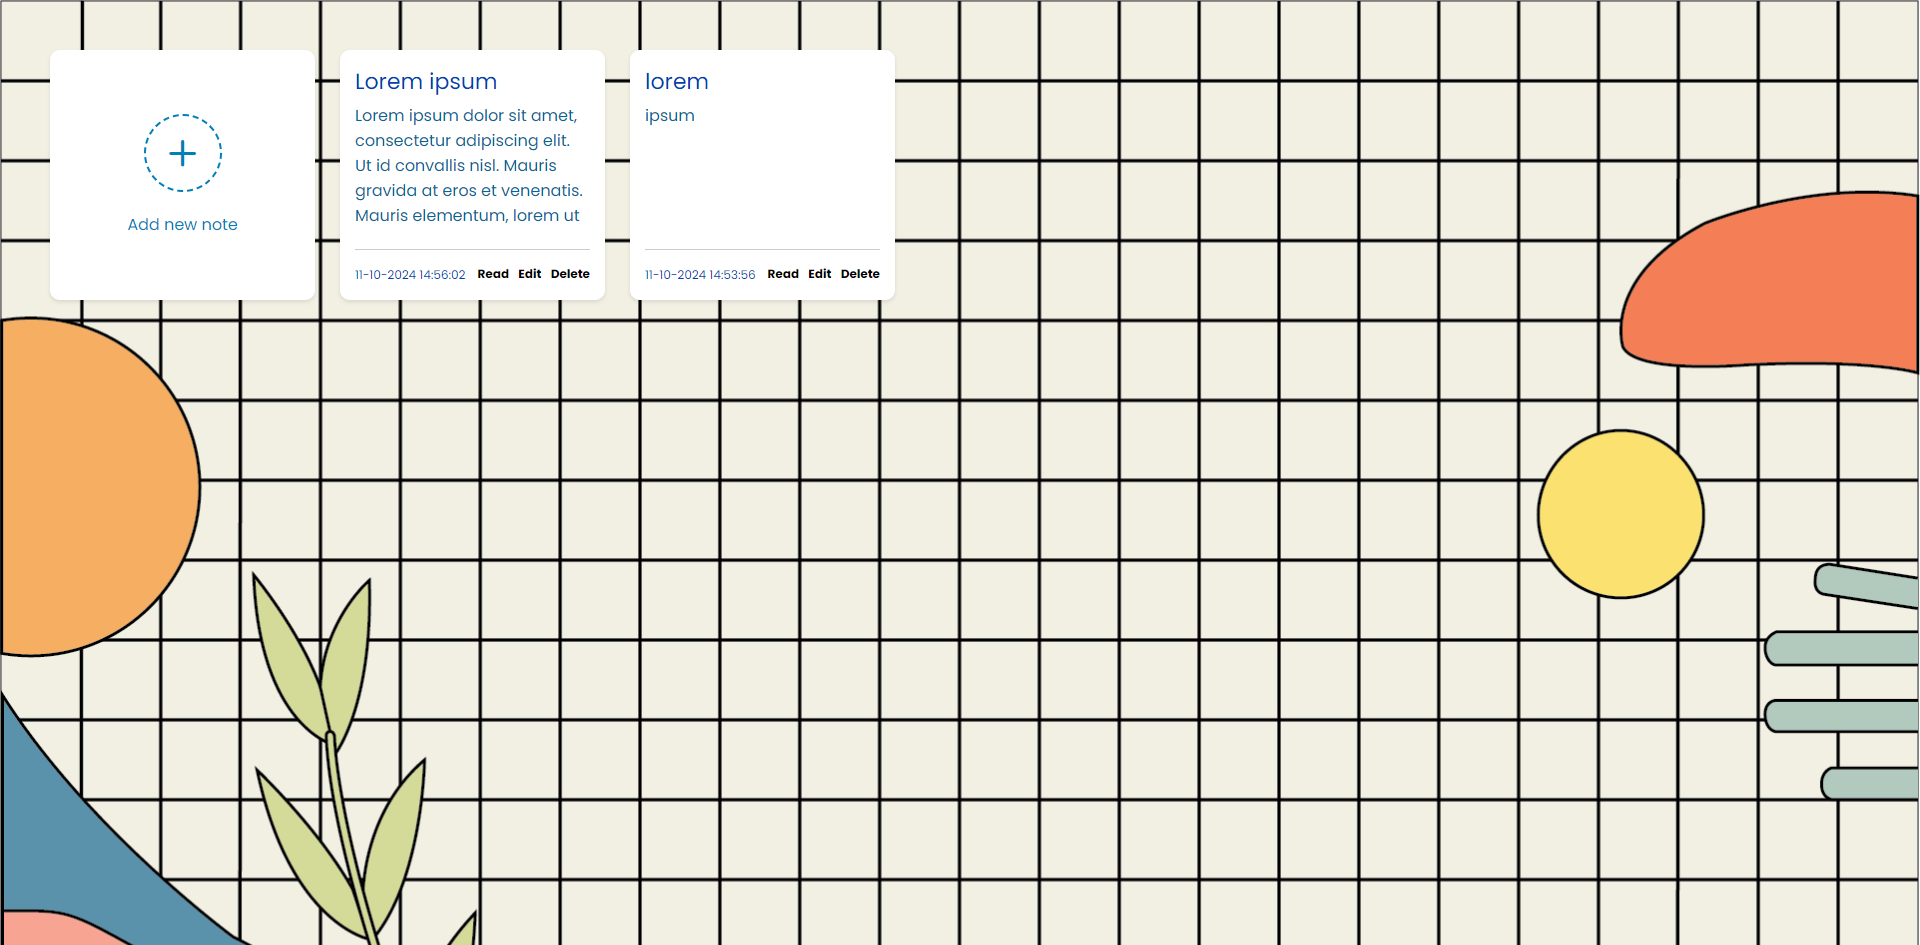 Add new note
Lorem ipsum
Lorem ipsum dolor sit amet,
consectetur adipiscing elit.
Ut id convallis nisl. Mauris
gravida at eros et venenatis.
Mauris elementum, lorem ut
11-10-2024 14:56:02 Read Edit Delete
lorem
ipsum
11-10-2024 14:53:56 Read Edit Delete